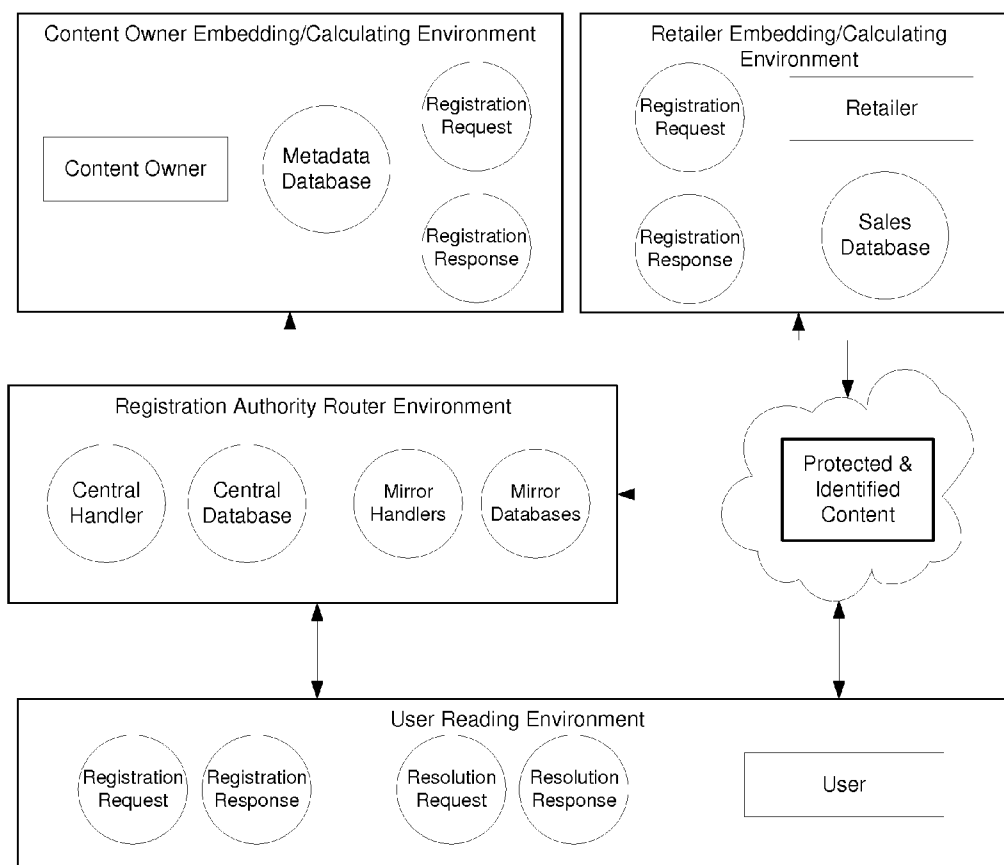 Content Owner Embedding/Calculating Environment
Content Owner
Metadata
Database
Registration
Request
Registration
Response
Retailer Embedding/Calculating
Environment
Registration
Request
Retailer
Registration
Response
Sales
Database
Registration Authority Router Environment
Central
Handler
Central
Database
Mirror
Handlers
Mirror
Databases
Protected &
Identified
Content
User Reading Environment
Registration
Request
Registration
Response
Resolution
Request
Resolution
Response
User